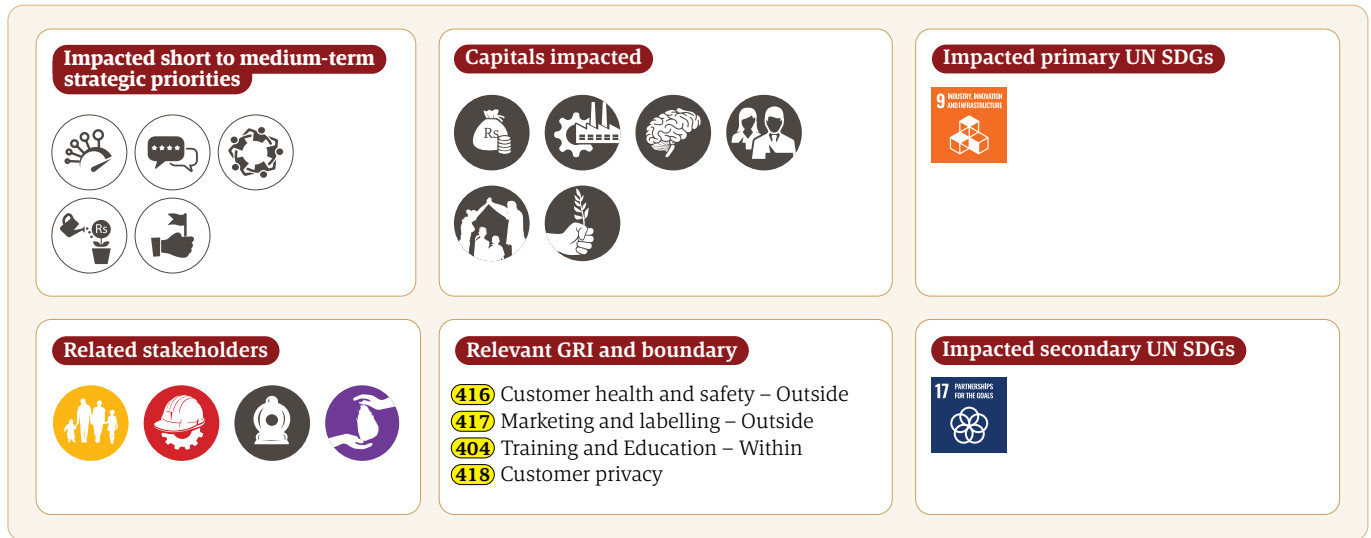 Impacted short to medium-term
strategic priorities
Rs
Capitals impacted
Rs
Impacted primary UN SDGs
9 INDUSTRY, INNOVATION
AND INFRASTRUCTURE
Related stakeholders
Relevant GRI and boundary
416 Customer health and safety – Outside
417 Marketing and labelling – Outside
404 Training and Education – Within
418 Customer privacy
Impacted secondary UN SDGs
17 PARTNERSHIPS
FOR THE GOALS